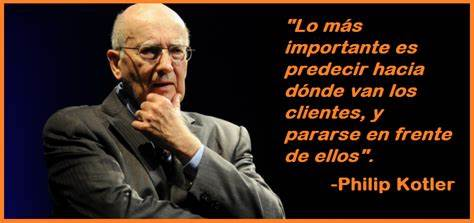 "Lo más
importante es
predecir hacia
dónde van los
clientes, y
pararse en frente
de ellos".
-Philip Kotler